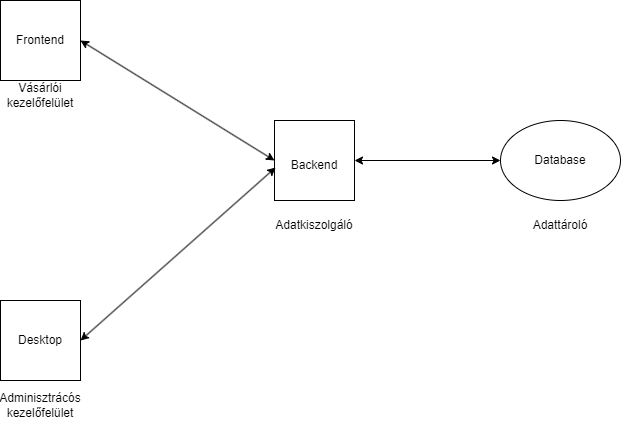 Frontend
Vásárlói
kezelőfelület
Backend
Adatkiszolgáló
Database
Adattároló
Desktop
Adminisztrácós
kezelőfelület